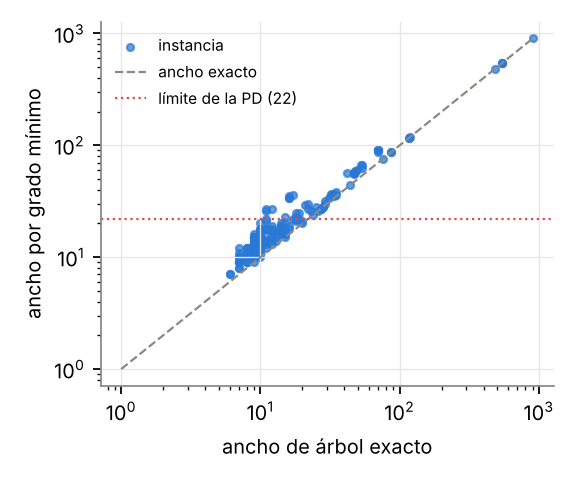 10³
10²
10¹
10⁰
ancho por grado mínimo
instancia
ancho exacto
límite de la PD (22)
10⁰ 10¹ 10² 10³
ancho de árbol exacto